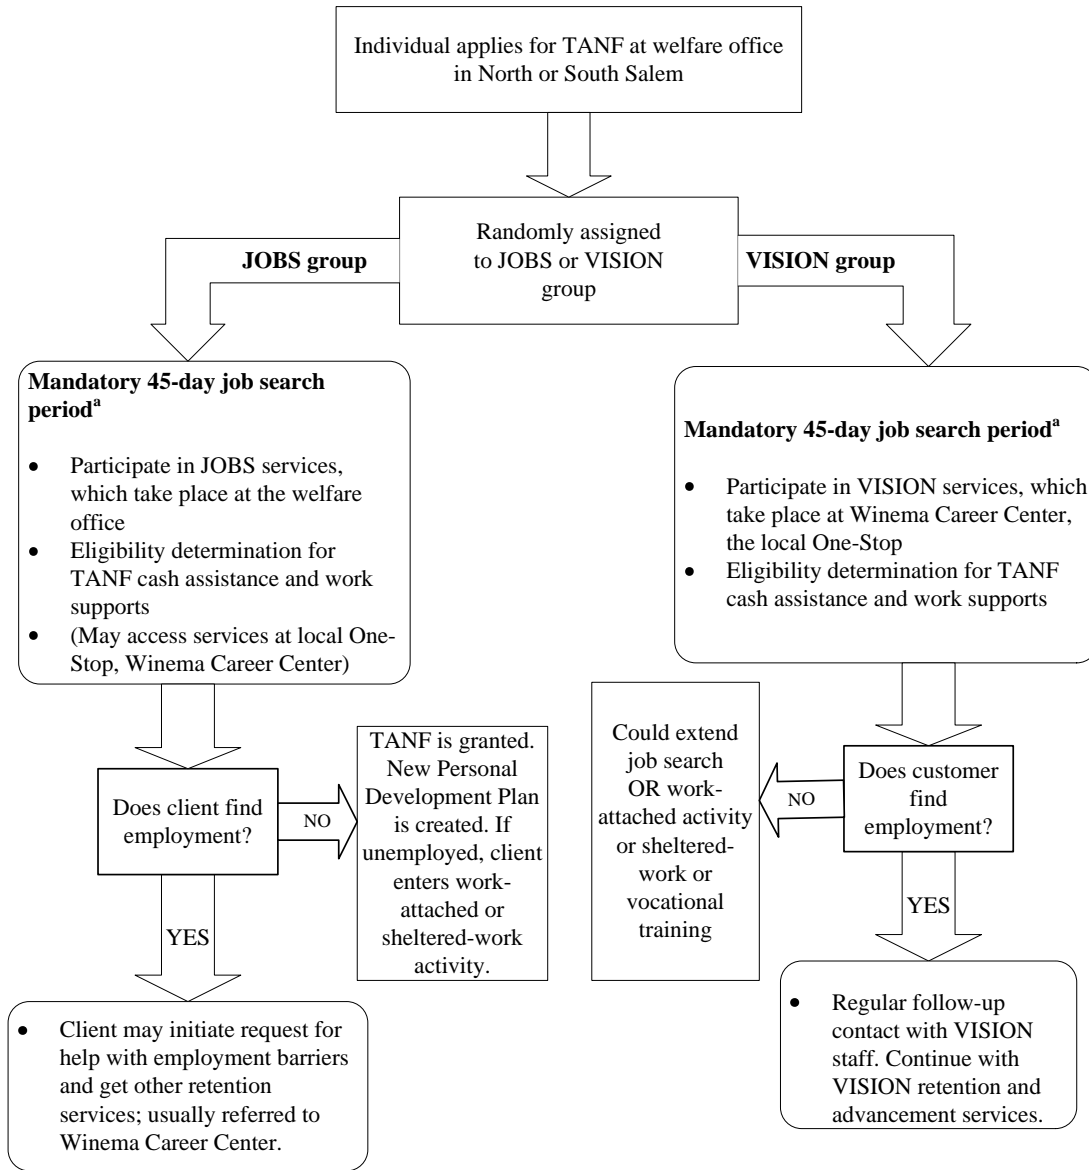 Individual applies for TANF at welfare office
in North or South Salem
Randomly assigned
to JOBS or VISION
group
JOBS group
VISION group
Mandatory 45-day job search
periodᵃ
• Participate in JOBS services,
which take place at the welfare
office
• Eligibility determination for
TANF cash assistance and work
supports
• (May access services at local One-
Stop, Winema Career Center)
Mandatory 45-day job search periodᵃ
• Participate in VISION services, which
take place at Winema Career Center,
the local One-Stop
• Eligibility determination for TANF
cash assistance and work supports
Does client find
employment?
NO
TANF is granted.
New Personal
Development Plan
is created. If
unemployed, client
enters work-
attached or
sheltered-work
activity.
Could extend
job search
OR work-
attached activity
or sheltered-
work or
vocational
training
NO
Does customer
find
employment?
YES
YES
• Client may initiate request for
help with employment barriers
and get other retention
services; usually referred to
Winema Career Center.
• Regular follow-up
contact with VISION
staff. Continue with
VISION retention and
advancement services.